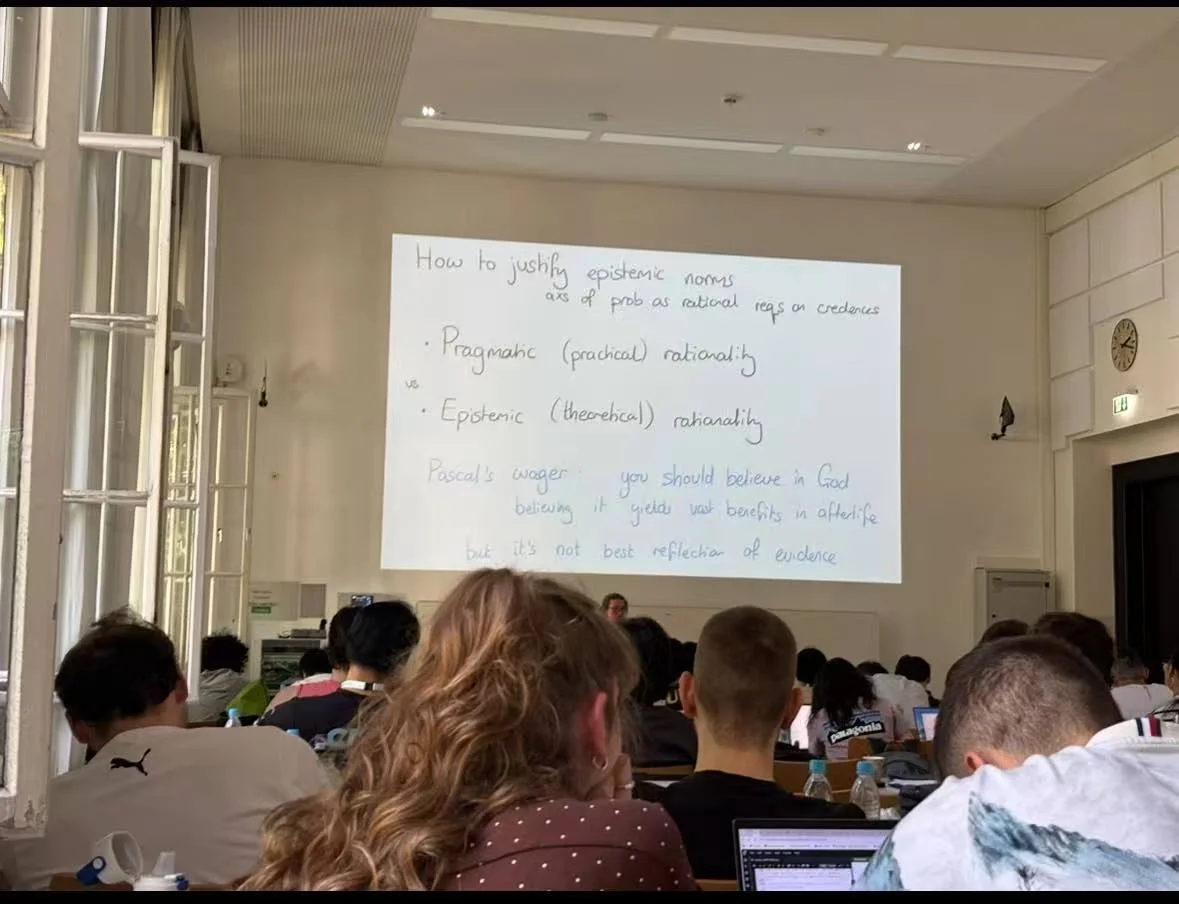 How to justify epistemic norms
axs of prob as rational reqs on credences
· Pragmatic (practical) rationality
vs
· Epistemic (theoretical) rationality
Pascal's wager: you should believe in God
believing it yields vast benefits in afterlife
but it's not best reflection of evidence
patagonia